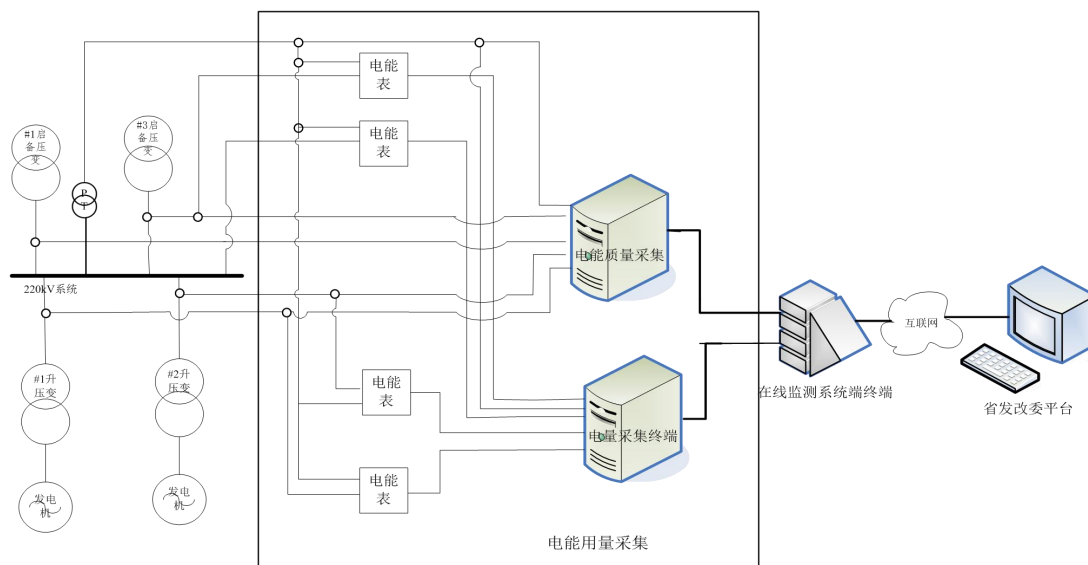 电能
表
#1启
备压
变
#3启
备压
变
电能
表
P
T
电能质量采集
220kV系统
互联网
#1升
压变
#2升
压变
电能
表
在线监测系统端终端
省发改委平台
电量采集终端
电能
表
发电
机
发电
机
电能用量采集